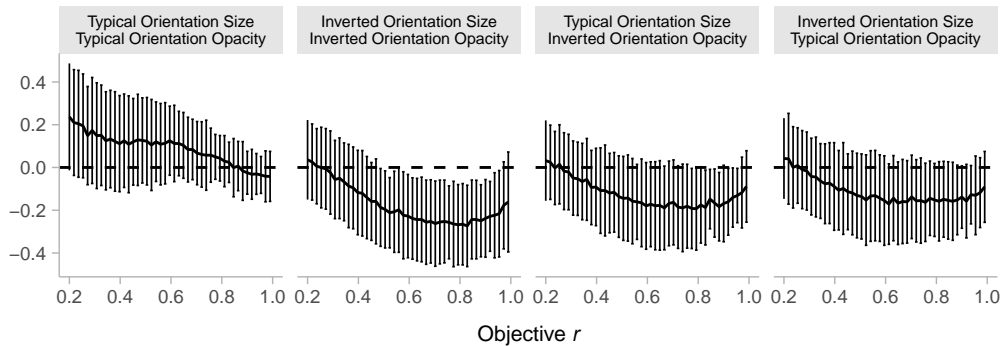 Typical Orientation Size
Typical Orientation Opacity
Inverted Orientation Size
Inverted Orientation Opacity
Typical Orientation Size
Inverted Orientation Opacity
Inverted Orientation Size
Typical Orientation Opacity
0.4
0.2
0.0
−0.2
−0.4
0.2 0.4 0.6 0.8 1.0 0.2 0.4 0.6 0.8 1.0 0.2 0.4 0.6 0.8 1.0 0.2 0.4 0.6 0.8 1.0
Objective r